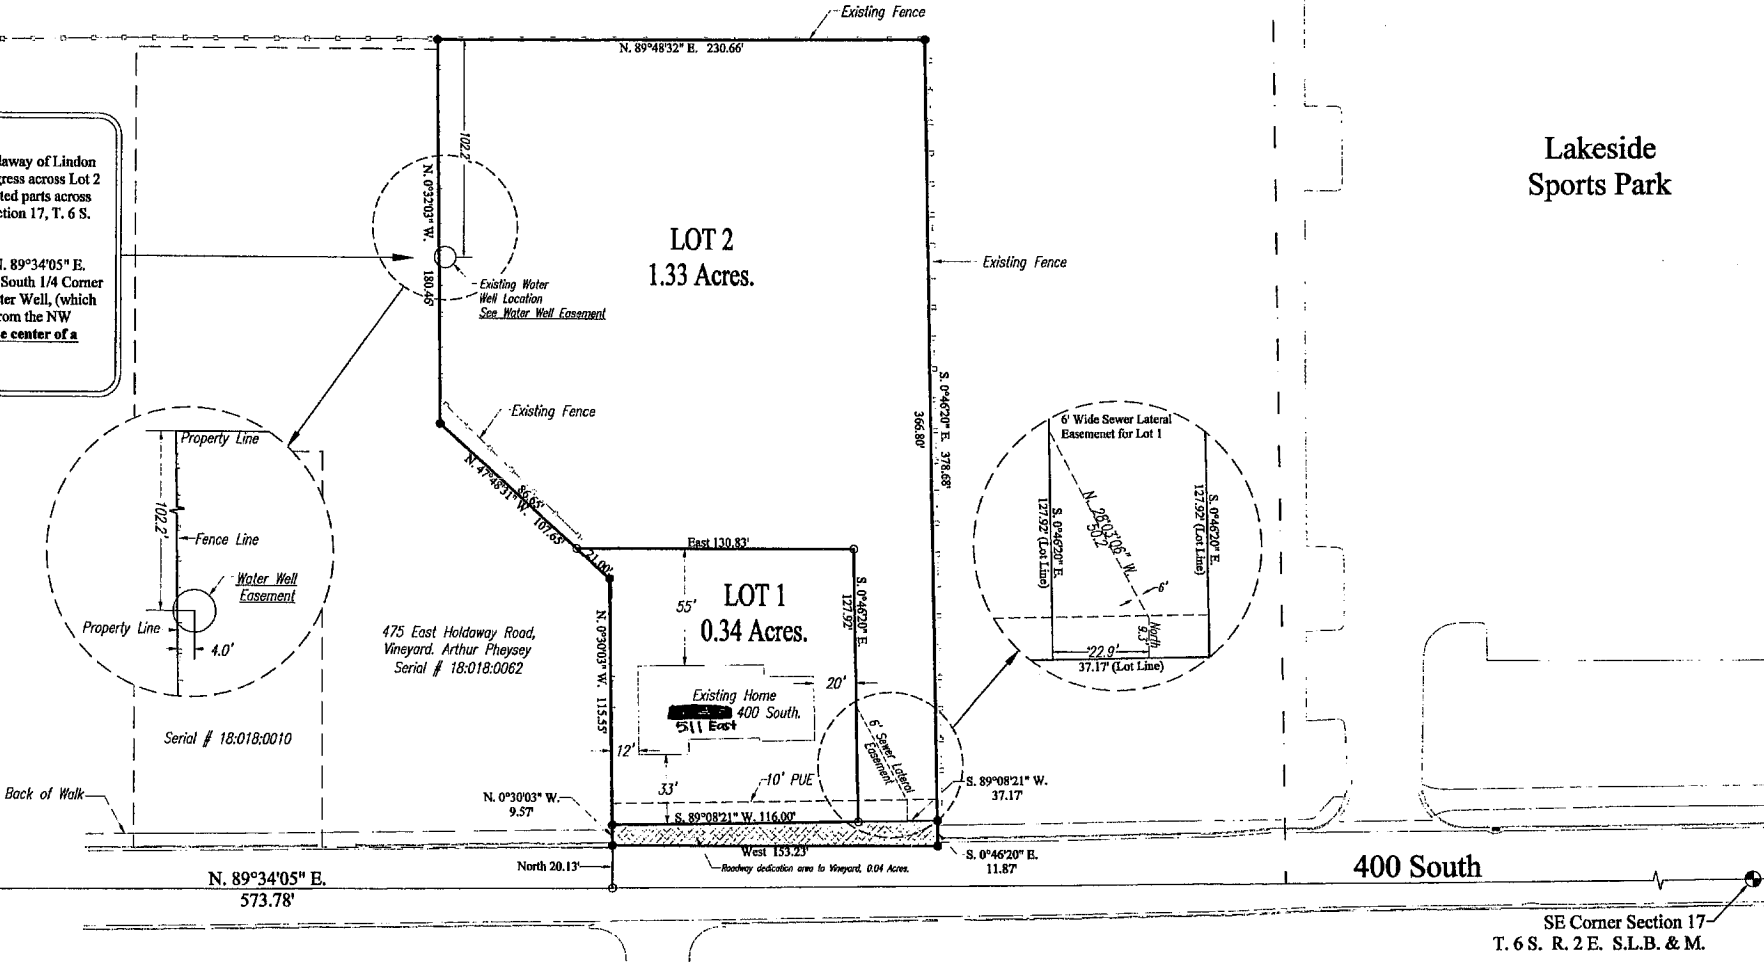 Existing Fence
N. 89°48'32" E. 230.66'
Lakeside
Sports Park
laway of Lindon
gress across Lot 2
ted parts across
ction 17, T. 6 S.
N. 89°34'05" E.
South 1/4 Corner
ter Well, (which
rom the NW
e center of a
102.2'
N. 0°32'03" W.
180.46'
LOT 2
1.33 Acres.
Existing Water
Well Location
See Water Well Easement
Existing Fence
Existing Fence
S. 0°46'20" E. 378.68'
366.80'
N. 47°48'31" W. 107.65'
86.65'
21.00'
Property Line
102.2'
Fence Line
Water Well
Easement
Property Line
4.0'
6' Wide Sewer Lateral
Easemenet for Lot 1
N. 28°03'06" W.
50.2
S. 0°46'20" E.
127.92' (Lot Line)
S. 0°46'20" E.
127.92' (Lot Line)
6'
North
9.3'
22.9'
37.17' (Lot Line)
East 130.83'
55'
LOT 1
0.34 Acres.
S. 0°46'20" E.
127.92'
N. 0°30'03" W. 115.55'
475 East Holdaway Road,
Vineyard. Arthur Pheysey
Serial # 18:018:0062
Existing Home
400 South.
511 East
20'
12'
33'
6' Sewer Lateral
Easement
10' PUE
Serial # 18:018:0010
Back of Walk
N. 0°30'03" W.
9.57'
S. 89°08'21" W. 116.00'
S. 89°08'21" W.
37.17'
West 153.23'
Roadway dedication area to Vineyard, 0.04 Acres.
S. 0°46'20" E.
11.87'
North 20.13'
N. 89°34'05" E.
573.78'
400 South
SE Corner Section 17
T. 6 S. R. 2 E. S.L.B. & M.